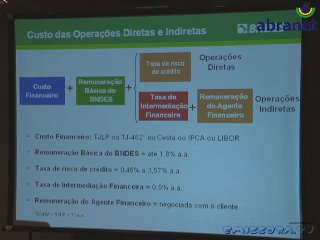 abranet
Custo das Operações Diretas e Indiretas
Custo
Financeiro
+
Remuneração
Básica do
BNDES
+
Taxa de risco
de crédito
Operações
Diretas
Taxa de
Intermediação
Financeira
+
Remuneração
do Agente
Financeiro
Operações
Indiretas
• Custo Financeiro: TJLP ou TJ-462* ou Cesta ou IPCA ou LIBOR
• Remuneração Básica do BNDES = até 1,8% a.a.
• Taxa de risco de crédito = 0,46% a 3,57% a.a.
• Taxa de Intermediação Financeira = 0,5% a.a.
• Remuneração do Agente Financeiro = negociada com o cliente